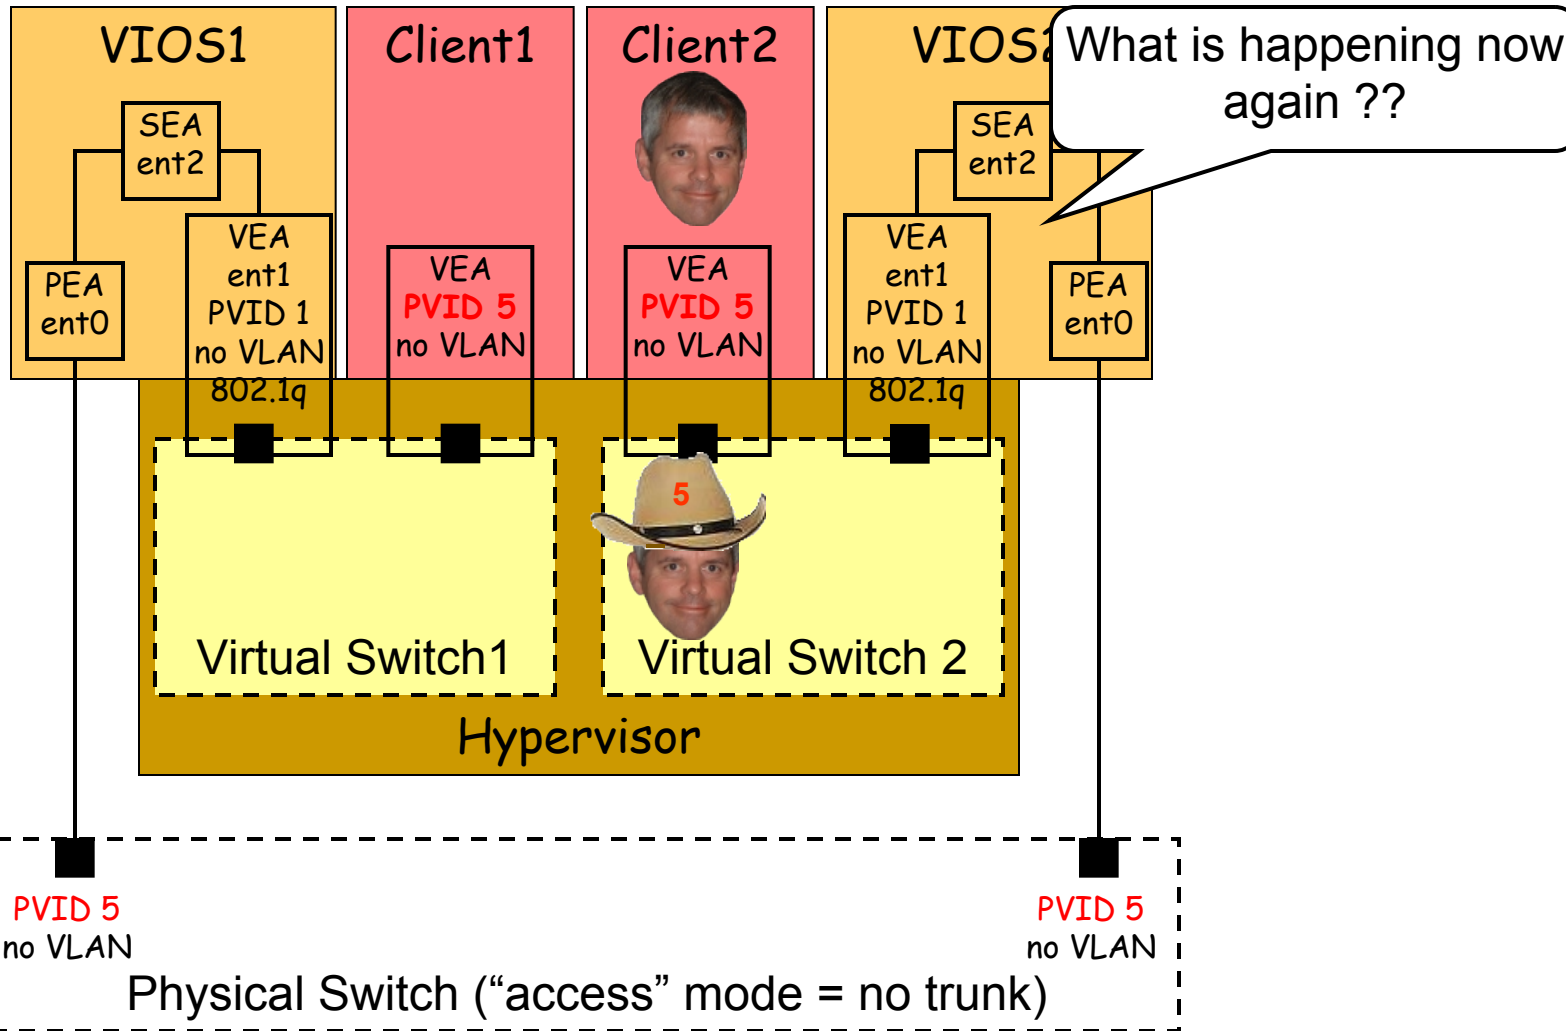 VIOS1
SEA
ent2
PEA
ent0
VEA
ent1
PVID 1
no VLAN
802.1q
Client1
VEA
PVID 5
no VLAN
Client2
VEA
PVID 5
no VLAN
VIOS2
SEA
ent2
VEA
ent1
PVID 1
no VLAN
802.1q
PEA
ent0
What is happening now
again ??
5
Virtual Switch1
Virtual Switch 2
Hypervisor
PVID 5
no VLAN
PVID 5
no VLAN
Physical Switch (“access” mode = no trunk)